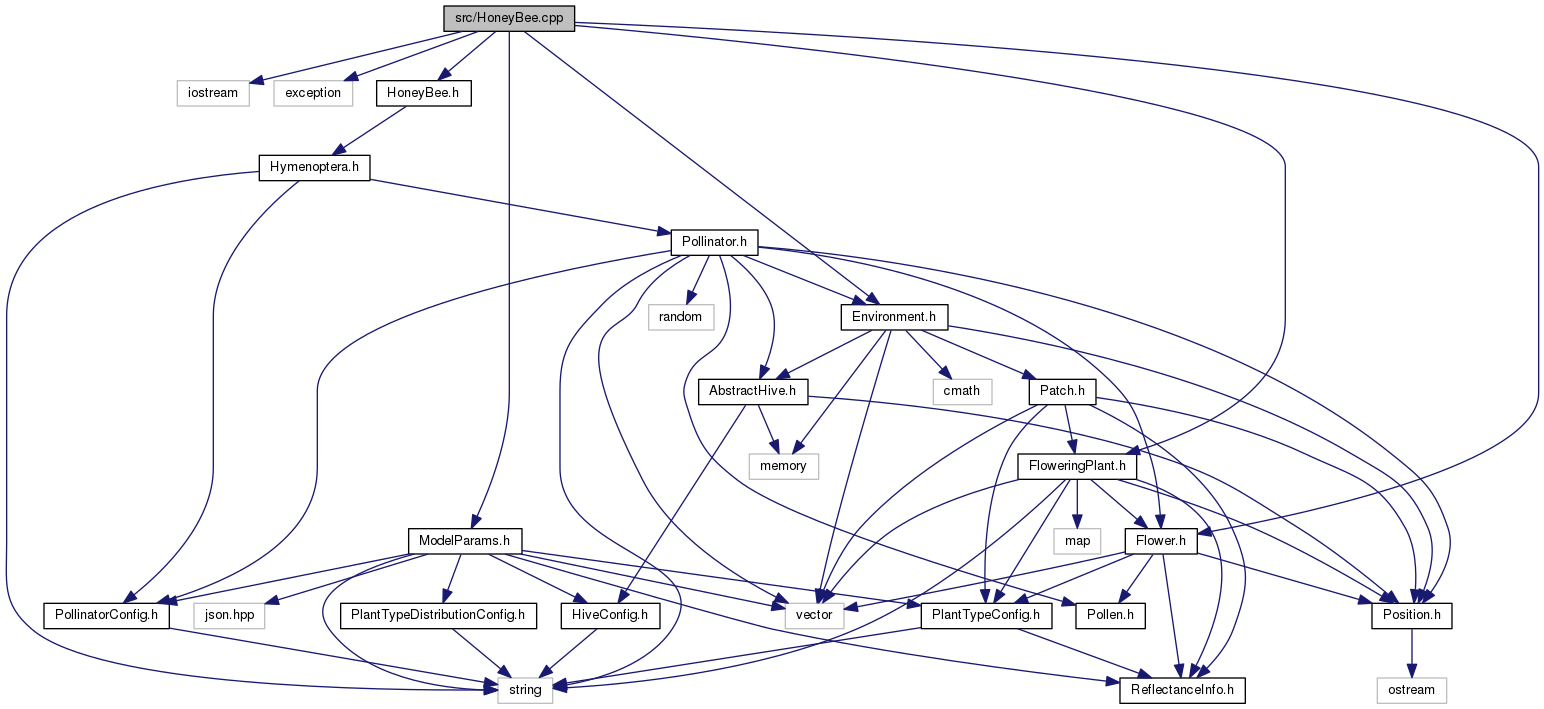 src/HoneyBee.cpp
iostream
exception
HoneyBee.h
Hymenoptera.h
Pollinator.h
random
Environment.h
AbstractHive.h
cmath
Patch.h
memory
FloweringPlant.h
ModelParams.h
map
Flower.h
PollinatorConfig.h
json.hpp
PlantTypeDistributionConfig.h
HiveConfig.h
vector
PlantTypeConfig.h
Pollen.h
Position.h
string
ReflectanceInfo.h
ostream